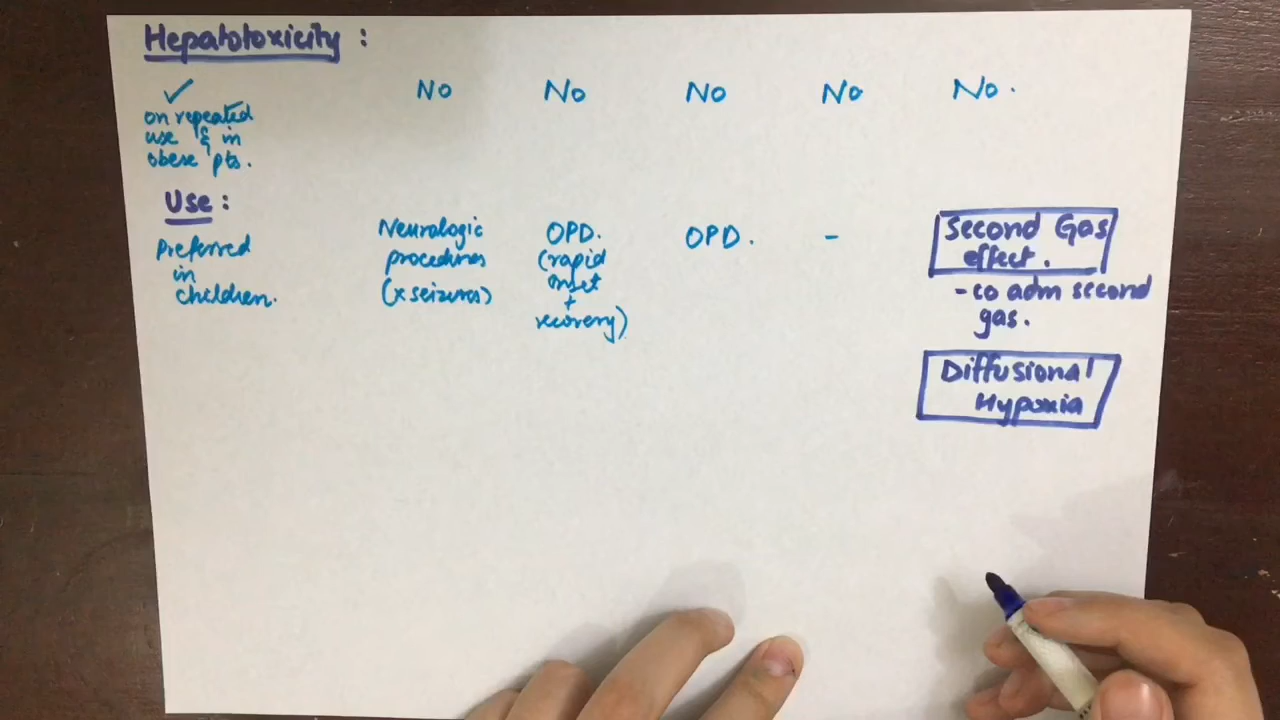 Hepatotoxicity :
✓ No No No No No.
on repeated
use & in
obese pts.
Use :
Preferred
in
children.
Neurologic
procedures
(x seizures)
OPD.
(rapid
onset
+
recovery)
OPD.
-
Second Gas
effect.
- co adm second
gas.
Diffusional
Hypoxia